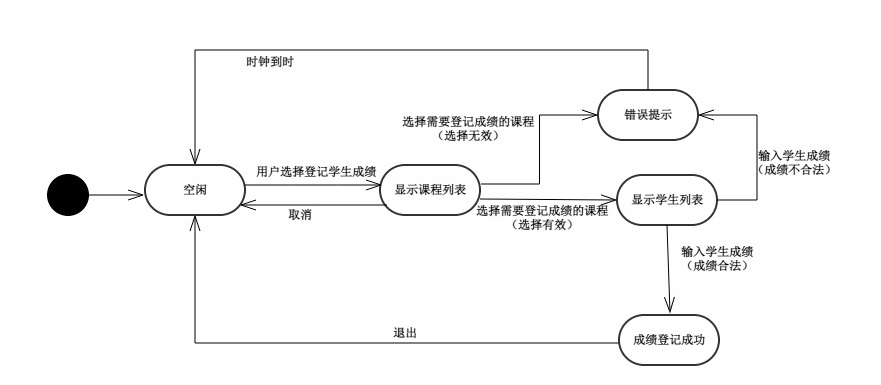 时钟到时
错误提示
选择需要登记成绩的课程
（选择无效）
输入学生成绩
（成绩不合法）
用户选择登记学生成绩
空闲
显示课程列表
显示学生列表
取消
选择需要登记成绩的课程
（选择有效）
输入学生成绩
（成绩合法）
退出
成绩登记成功